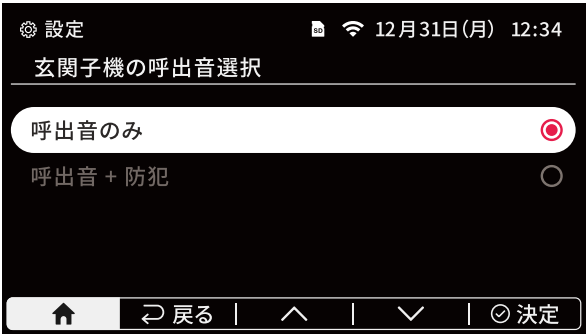 設定 SD 12月31日(月) 12:34
玄関子機の呼出音選択
呼出音のみ
呼出音 + 防犯
戻る 決定